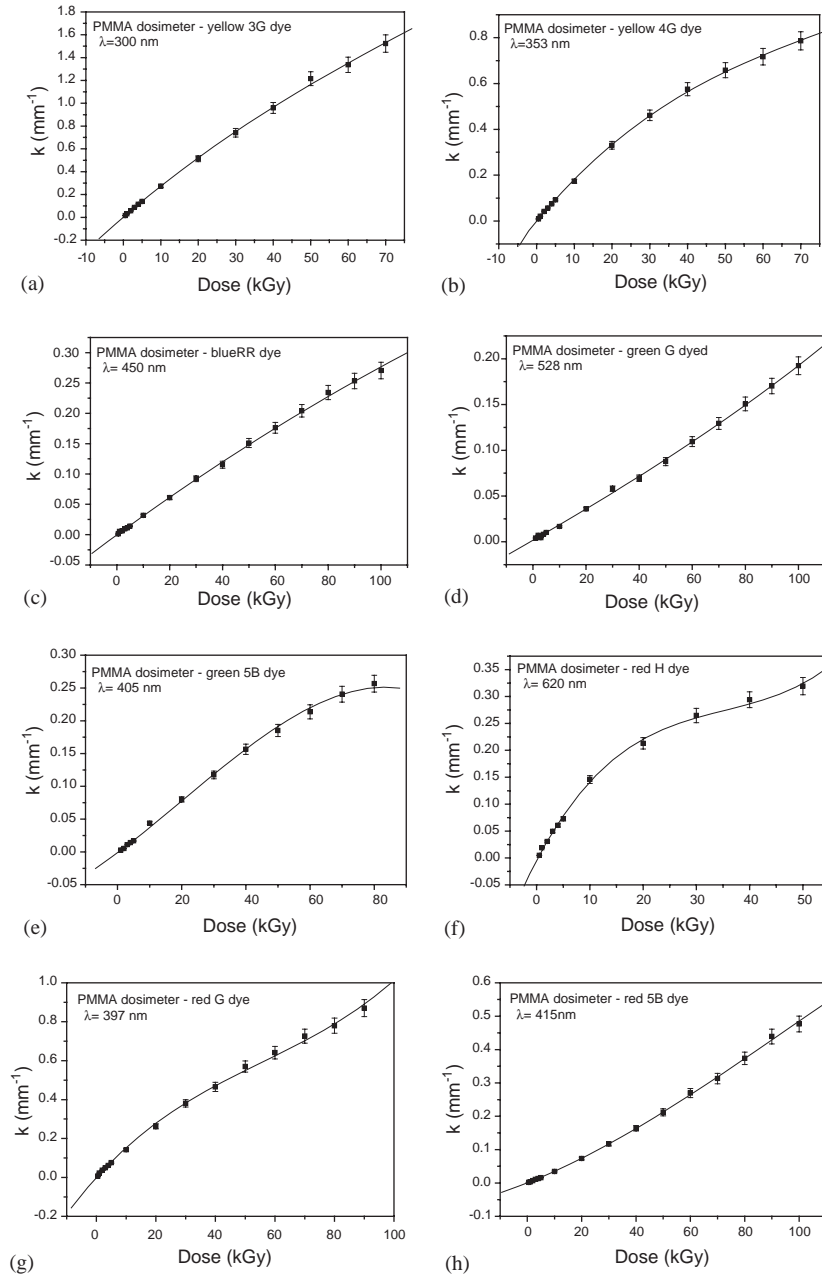 PMMA dosimeter - yellow 3G dye
λ=300 nm
1.8
1.6
1.4
1.2
1.0
0.8
0.6
0.4
0.2
0.0
-0.2
k (mm-1)
-10 0 10 20 30 40 50 60 70
Dose (kGy)
(a)
PMMA dosimeter - yellow 4G dye
λ=353 nm
0.8
0.6
0.4
0.2
0.0
k (mm-1)
-10 0 10 20 30 40 50 60 70
Dose (kGy)
(b)
PMMA dosimeter - blueRR dye
λ= 450 nm
0.30
0.25
0.20
0.15
0.10
0.05
0.00
-0.05
k (mm-1)
0 20 40 60 80 100
Dose (kGy)
(c)
PMMA dosimeter - green G dyed
λ= 528 nm
0.20
0.15
0.10
0.05
0.00
k (mm-1)
0 20 40 60 80 100
Dose (kGy)
(d)
PMMA dosimeter - green 5B dye
λ= 405 nm
0.30
0.25
0.20
0.15
0.10
0.05
0.00
-0.05
k (mm-1)
0 20 40 60 80
Dose (kGy)
(e)
PMMA dosimeter - red H dye
λ= 620 nm
0.35
0.30
0.25
0.20
0.15
0.10
0.05
0.00
-0.05
k (mm-1)
0 10 20 30 40 50
Dose (kGy)
(f)
PMMA dosimeter - red G dye
λ= 397 nm
1.0
0.8
0.6
0.4
0.2
0.0
-0.2
k (mm-1)
0 20 40 60 80 100
Dose (kGy)
(g)
PMMA dosimeter - red 5B dye
λ= 415nm
0.6
0.5
0.4
0.3
0.2
0.1
0.0
-0.1
k (mm-1)
0 20 40 60 80 100
Dose (kGy)
(h)